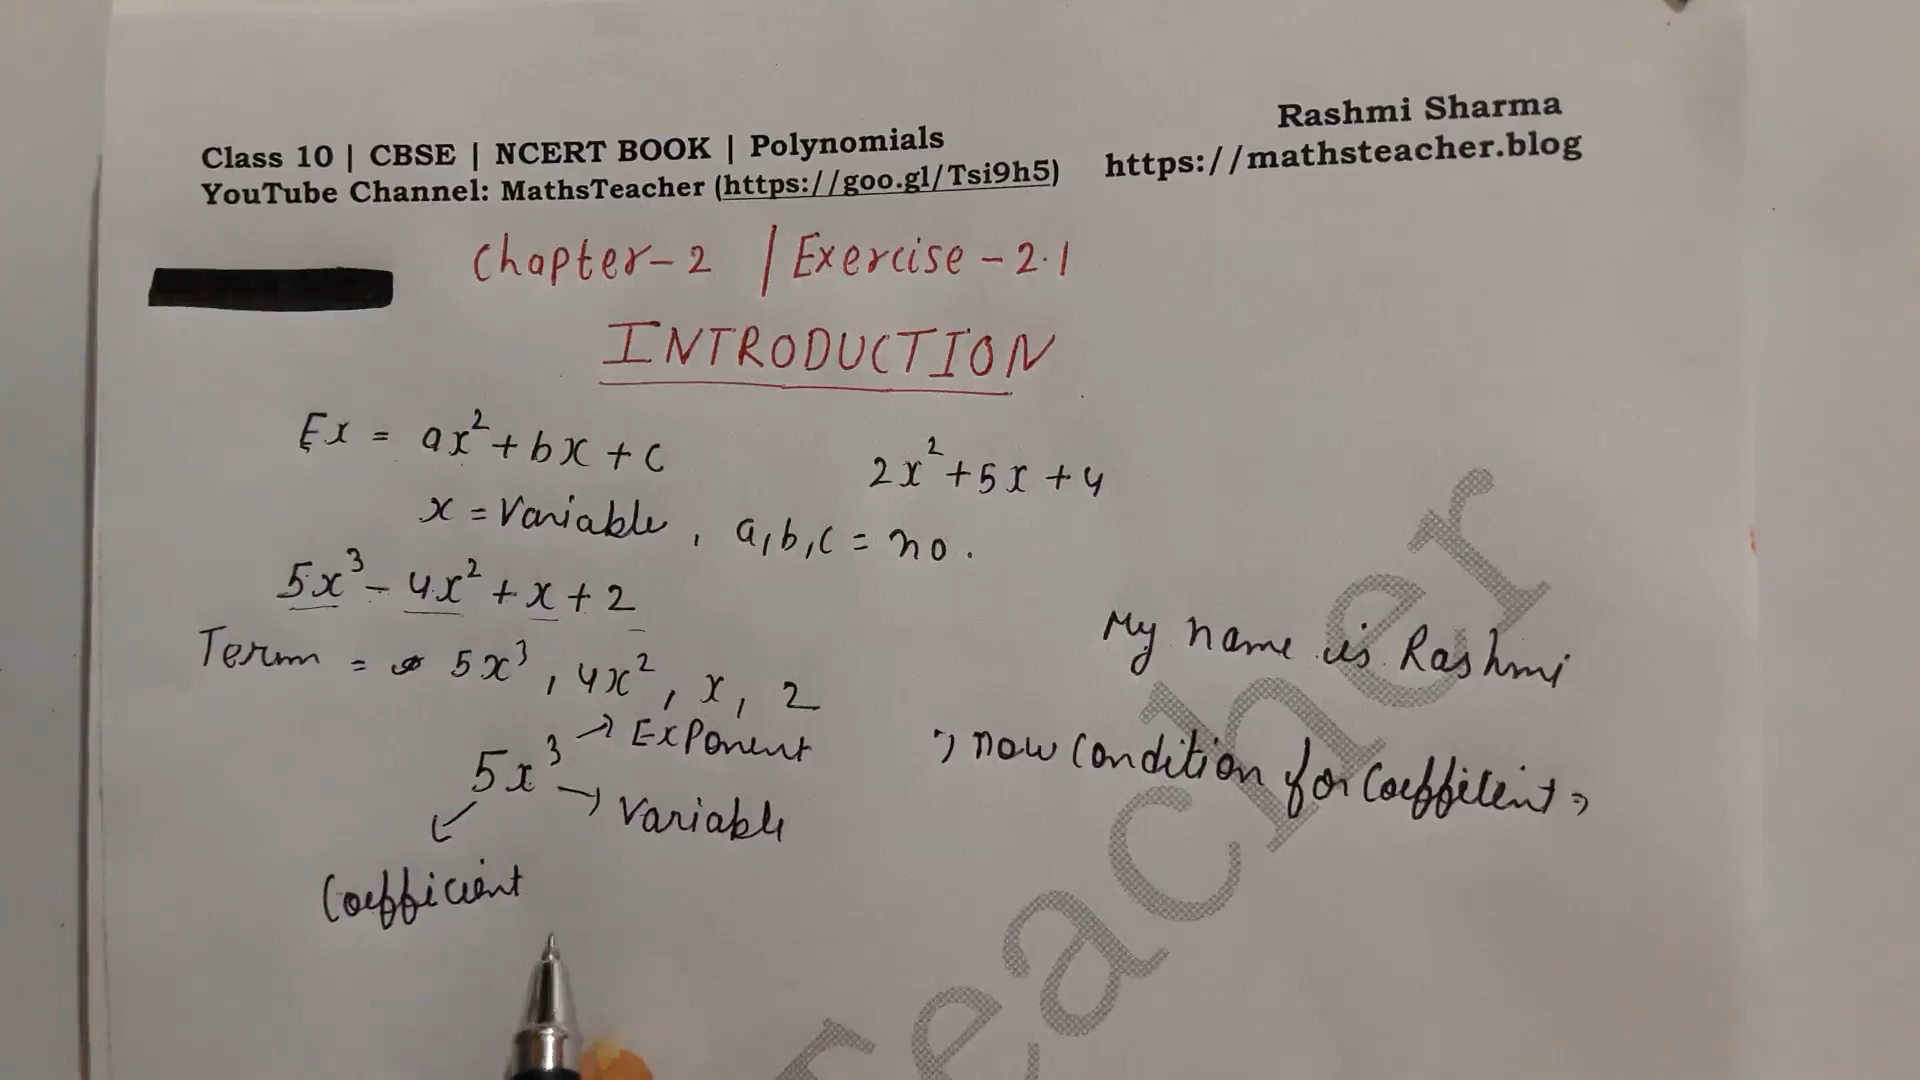 Class 10 | CBSE | NCERT BOOK | Polynomials
YouTube Channel: MathsTeacher (https://goo.gl/Tsi9h5)
Rashmi Sharma
https://mathsteacher.blog
Chapter-2 | Exercise-2.1
INTRODUCTION
Ex = ax² + bx + c
2x² + 5x + 4
x = Variable, a, b, c = no.
5x³ - 4x² + x + 2
Term = 5x³, 4x², x, 2
5x³ → Exponent
→ Variable
Coefficient
My name is Rashmi
now condition for coefficient
eacher